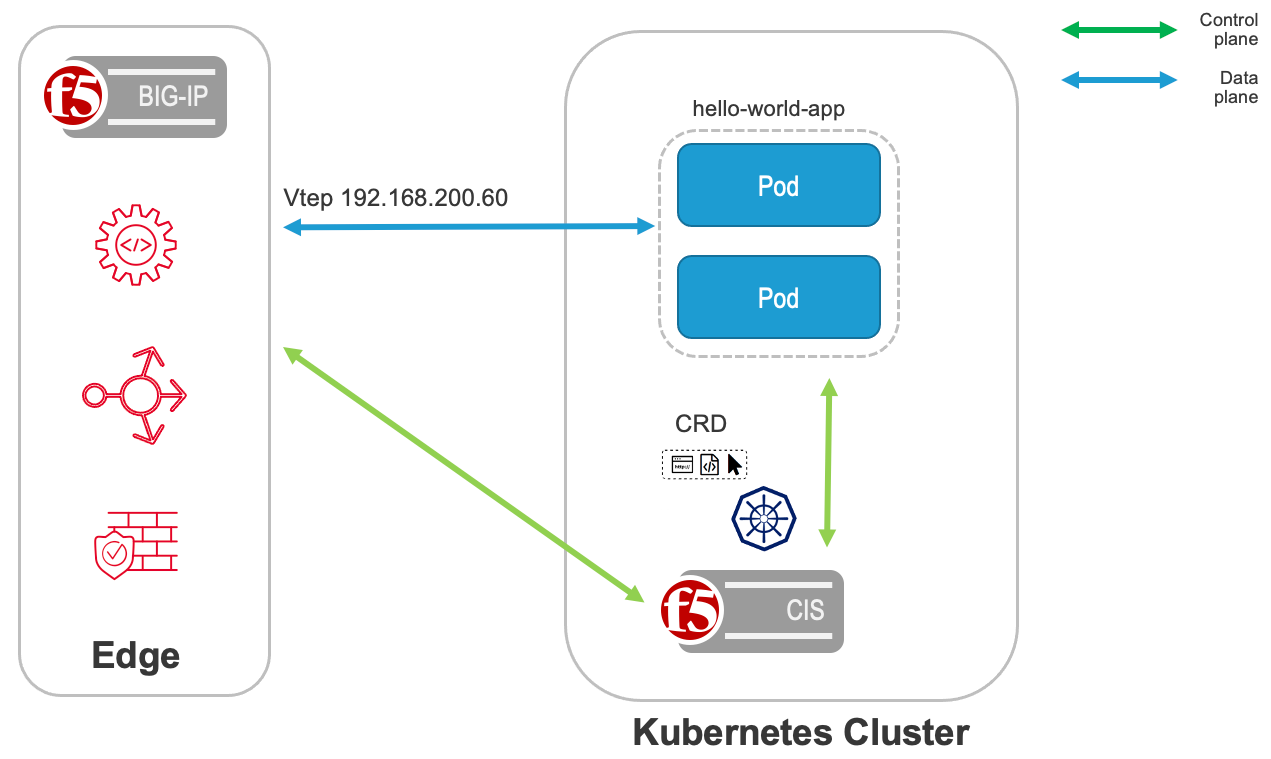 Control
plane
Data
plane
f5 BIG-IP
hello-world-app
Pod
Vtep 192.168.200.60
</>
Pod
CRD
http://
</>
f5 CIS
Edge
Kubernetes Cluster